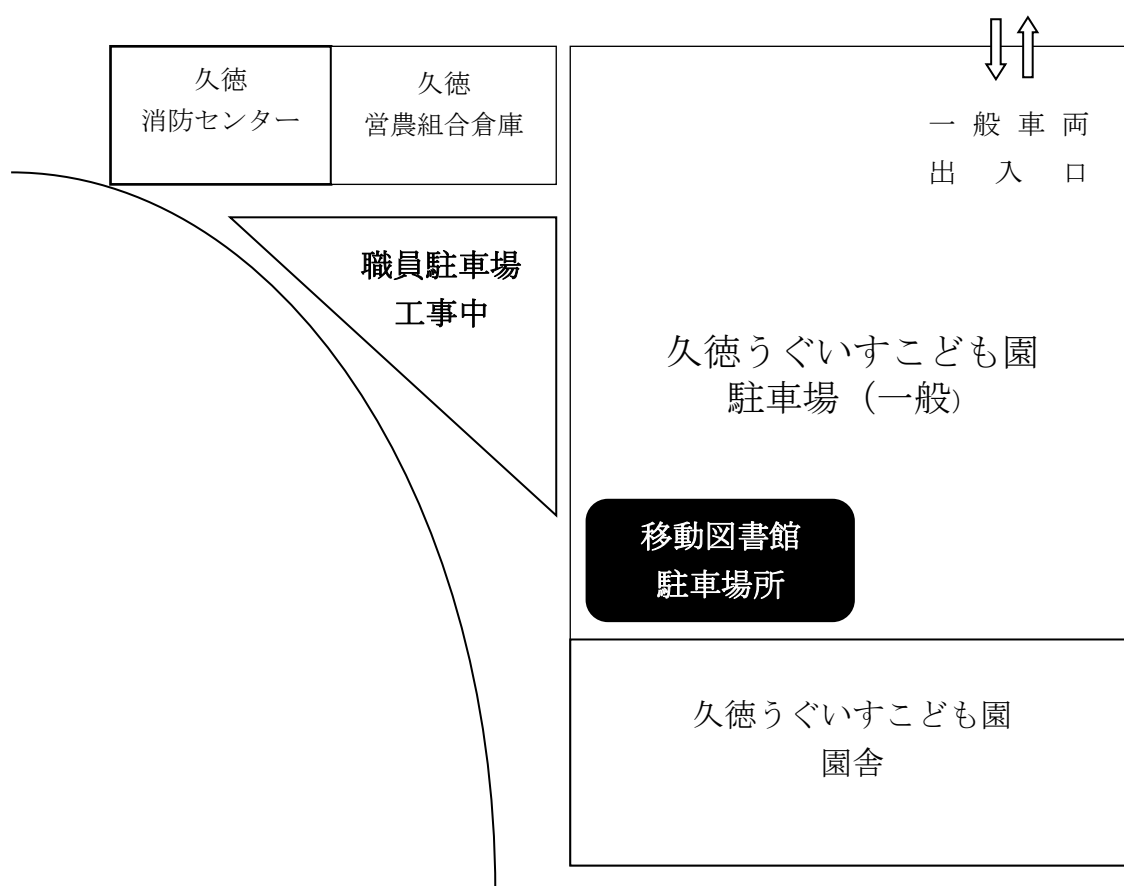 久徳
消防センター
久徳
営農組合倉庫
一般車両
出入口
職員駐車場
工事中
久徳うぐいすこども園
駐車場（一般）
移動図書館
駐車場所
久徳うぐいすこども園
園舎